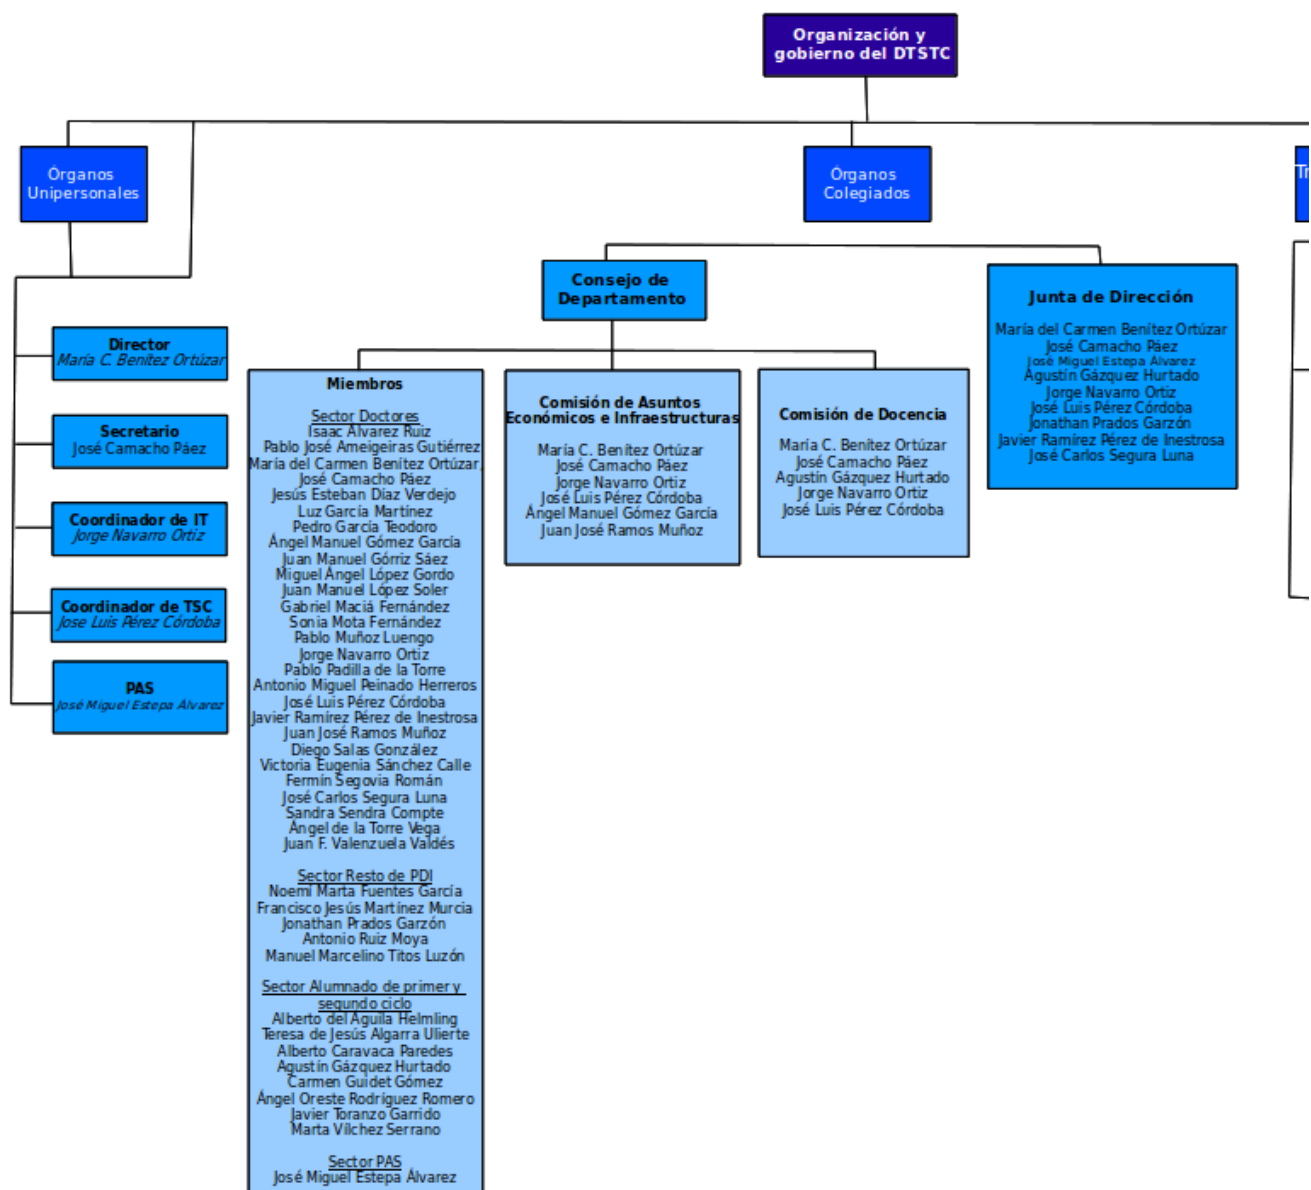 Organización y
gobierno del DTSTC
Órganos
Unipersonales
Órganos
Colegiados
Director
María C. Benítez Ortúzar
Secretario
José Camacho Páez
Coordinador de IT
Jorge Navarro Ortiz
Coordinador de TSC
Jose Luis Pérez Córdoba
PAS
José Miguel Estepa Álvarez
Consejo de
Departamento
Miembros
Sector Doctores
Isaac Álvarez Ruiz
Pablo José Ameigeiras Gutiérrez
María del Carmen Benítez Ortúzar,
José Camacho Páez
Jesús Esteban Díaz Verdejo
Luz García Martínez
Pedro García Teodoro
Ángel Manuel Gómez García
Juan Manuel Górriz Sáez
Miguel Ángel López Gordo
Juan Manuel López Soler
Gabriel Maciá Fernández
Sonia Mota Fernández
Pablo Muñoz Luengo
Jorge Navarro Ortiz
Pablo Padilla de la Torre
Antonio Miguel Peinado Herreros
José Luis Pérez Córdoba
Javier Ramírez Pérez de Inestrosa
Juan José Ramos Muñoz
Diego Salas González
Victoria Eugenia Sánchez Calle
Fermín Segovia Román
José Carlos Segura Luna
Sandra Sendra Compte
Ángel de la Torre Vega
Juan F. Valenzuela Valdés
Sector Resto de PDI
Noemí Marta Fuentes García
Francisco Jesús Martínez Murcia
Jonathan Prados Garzón
Antonio Ruiz Moya
Manuel Marcelino Titos Luzón
Sector Alumnado de primer y
segundo ciclo
Alberto del Águila Helmling
Teresa de Jesús Algarra Ulierte
Alberto Caravaca Paredes
Agustín Gázquez Hurtado
Carmen Guidet Gómez
Ángel Oreste Rodríguez Romero
Javier Toranzo Garrido
Marta Vílchez Serrano
Sector PAS
José Miguel Estepa Álvarez
Comisión de Asuntos
Económicos e Infraestructuras
María C. Benítez Ortúzar
José Camacho Páez
Jorge Navarro Ortiz
José Luis Pérez Córdoba
Ángel Manuel Gómez García
Juan José Ramos Muñoz
Comisión de Docencia
María C. Benítez Ortúzar
José Camacho Páez
Agustín Gázquez Hurtado
Jorge Navarro Ortiz
José Luis Pérez Córdoba
Junta de Dirección
María del Carmen Benítez Ortúzar
José Camacho Páez
José Miguel Estepa Álvarez
Agustín Gázquez Hurtado
Jorge Navarro Ortiz
José Luis Pérez Córdoba
Jonathan Prados Garzón
Javier Ramírez Pérez de Inestrosa
José Carlos Segura Luna